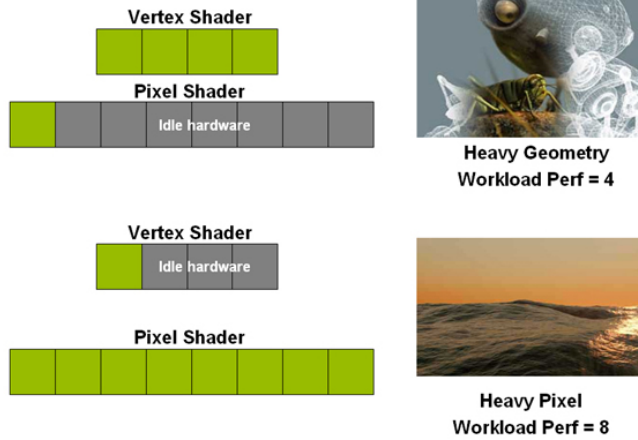 Vertex Shader
Pixel Shader
Idle hardware
Heavy Geometry
Workload Perf = 4
Vertex Shader
Idle hardware
Pixel Shader
Heavy Pixel
Workload Perf = 8